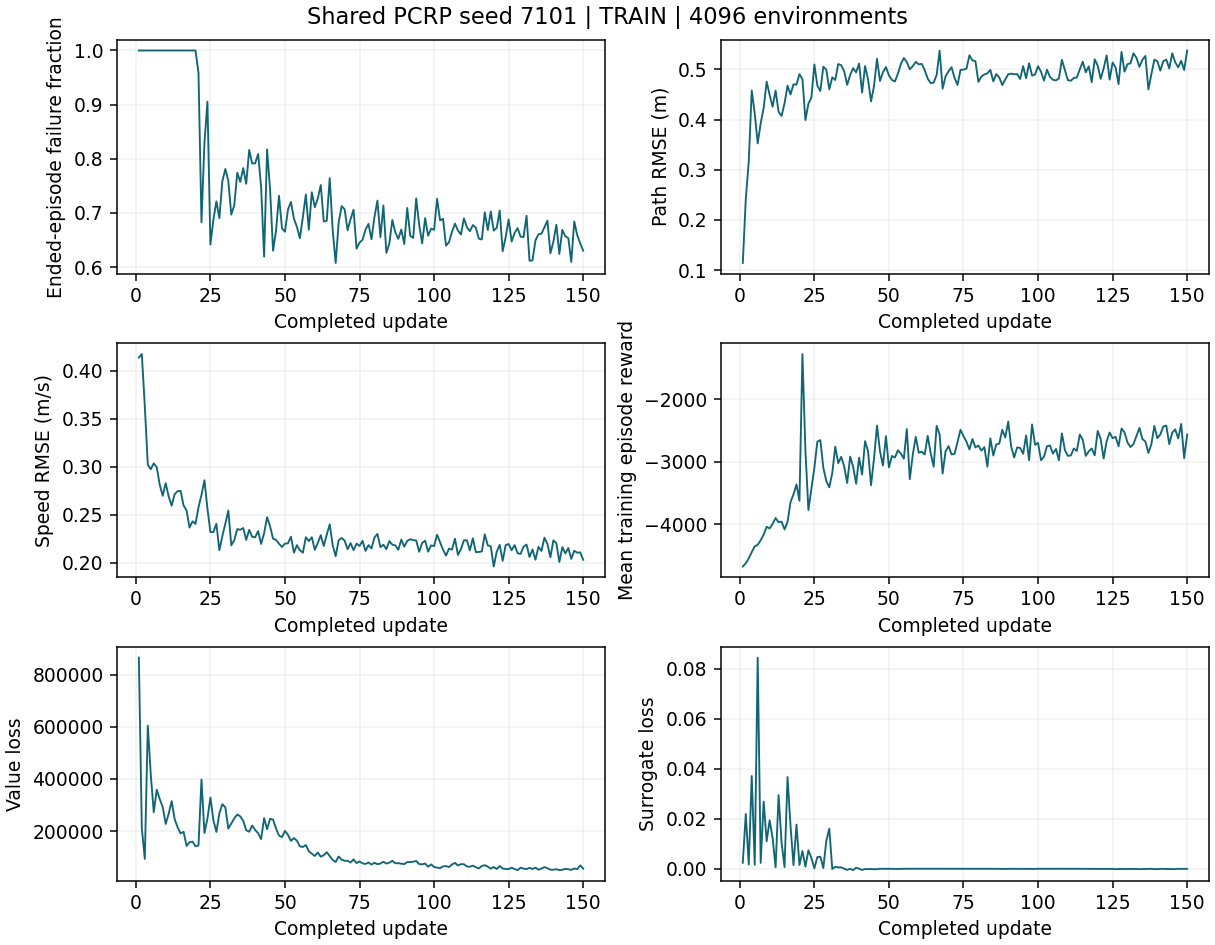 Shared PCRP seed 7101 | TRAIN | 4096 environments
Ended-episode failure fraction
1.0
0.9
0.8
0.7
0.6
0 25 50 75 100 125 150
Completed update
Path RMSE (m)
0.5
0.4
0.3
0.2
0.1
0 25 50 75 100 125 150
Completed update
Speed RMSE (m/s)
0.40
0.35
0.30
0.25
0.20
0 25 50 75 100 125 150
Completed update
Mean training episode reward
−2000
−3000
−4000
0 25 50 75 100 125 150
Completed update
Value loss
800000
600000
400000
200000
0 25 50 75 100 125 150
Completed update
Surrogate loss
0.08
0.06
0.04
0.02
0.00
0 25 50 75 100 125 150
Completed update